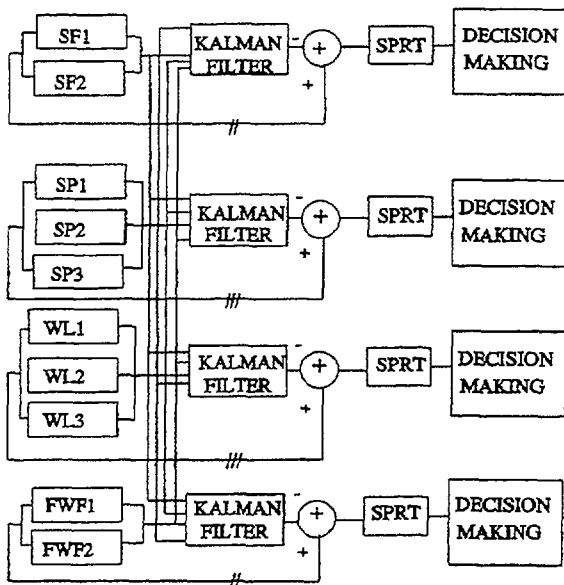 SF1
SF2
KALMAN
FILTER
-
+
+
SPRT
DECISION
MAKING
SP1
SP2
SP3
KALMAN
FILTER
-
+
+
SPRT
DECISION
MAKING
WL1
WL2
WL3
KALMAN
FILTER
-
+
+
SPRT
DECISION
MAKING
FWF1
FWF2
KALMAN
FILTER
-
+
+
SPRT
DECISION
MAKING